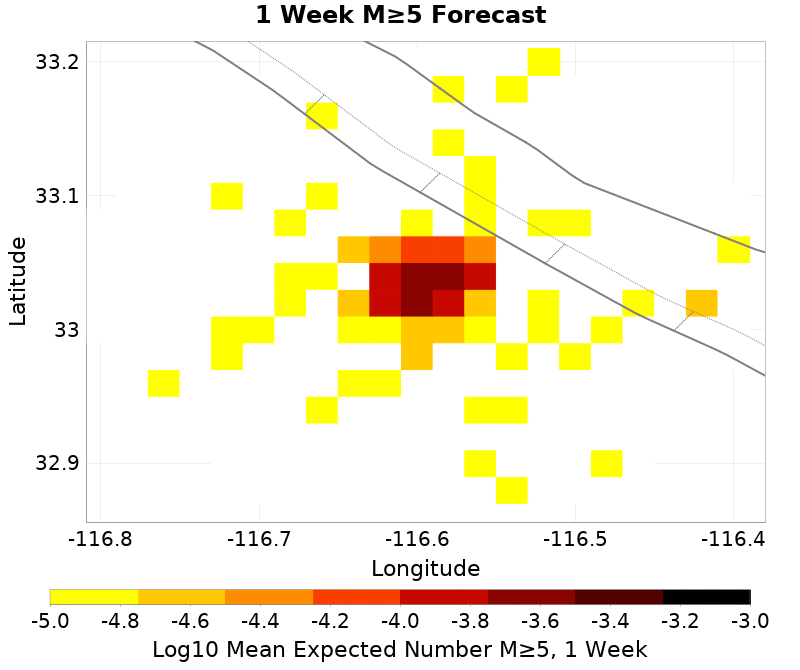 1 Week M≥5 Forecast
33.2
33.1
33
32.9
Latitude
-116.8 -116.7 -116.6 -116.5 -116.4
Longitude
-5.0 -4.8 -4.6 -4.4 -4.2 -4.0 -3.8 -3.6 -3.4 -3.2 -3.0
Log10 Mean Expected Number M≥5, 1 Week